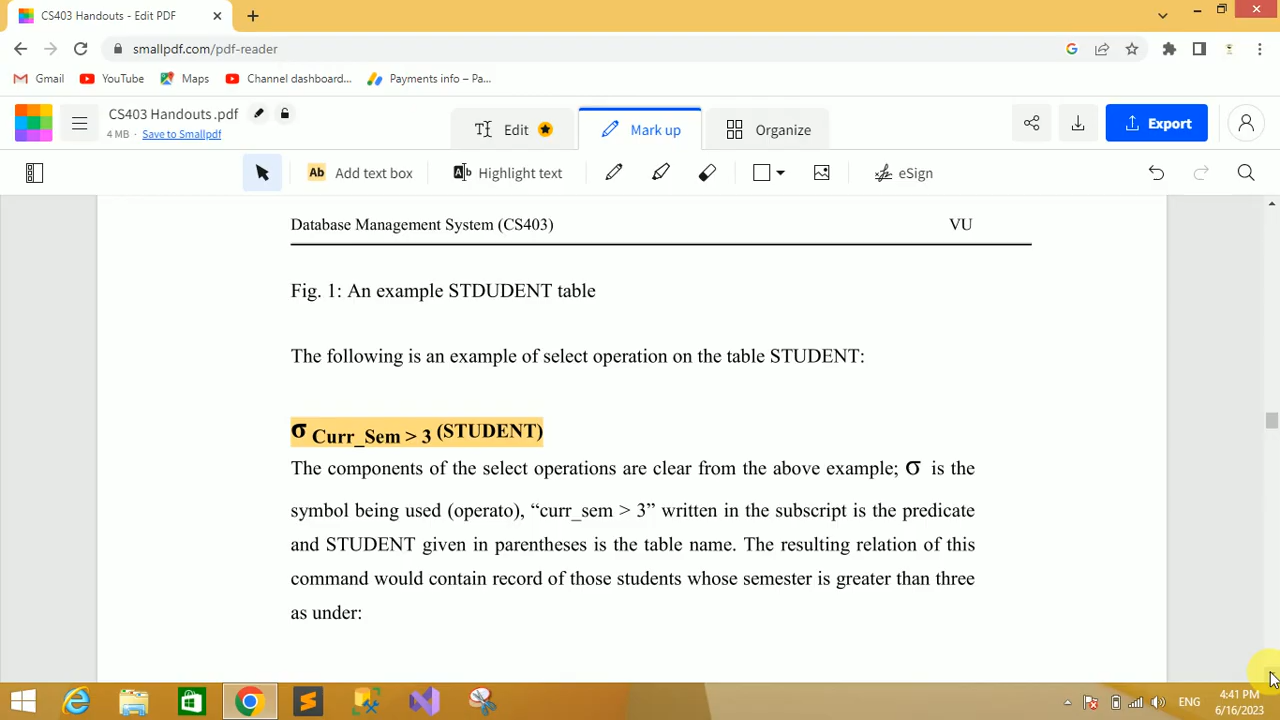 CS403 Handouts - Edit PDF
smallpdf.com/pdf-reader
Gmail YouTube Maps Channel dashboard... Payments info – Pa...
CS403 Handouts .pdf
4 MB · Save to Smallpdf
Edit Mark up Organize Export
Ab Add text box Highlight text eSign
Database Management System (CS403) VU
Fig. 1: An example STDUDENT table
The following is an example of select operation on the table STUDENT:
σ Curr_Sem > 3 (STUDENT)
The components of the select operations are clear from the above example; σ is the
symbol being used (operato), “curr_sem > 3” written in the subscript is the predicate
and STUDENT given in parentheses is the table name. The resulting relation of this
command would contain record of those students whose semester is greater than three
as under:
ENG
4:41 PM
6/16/2023